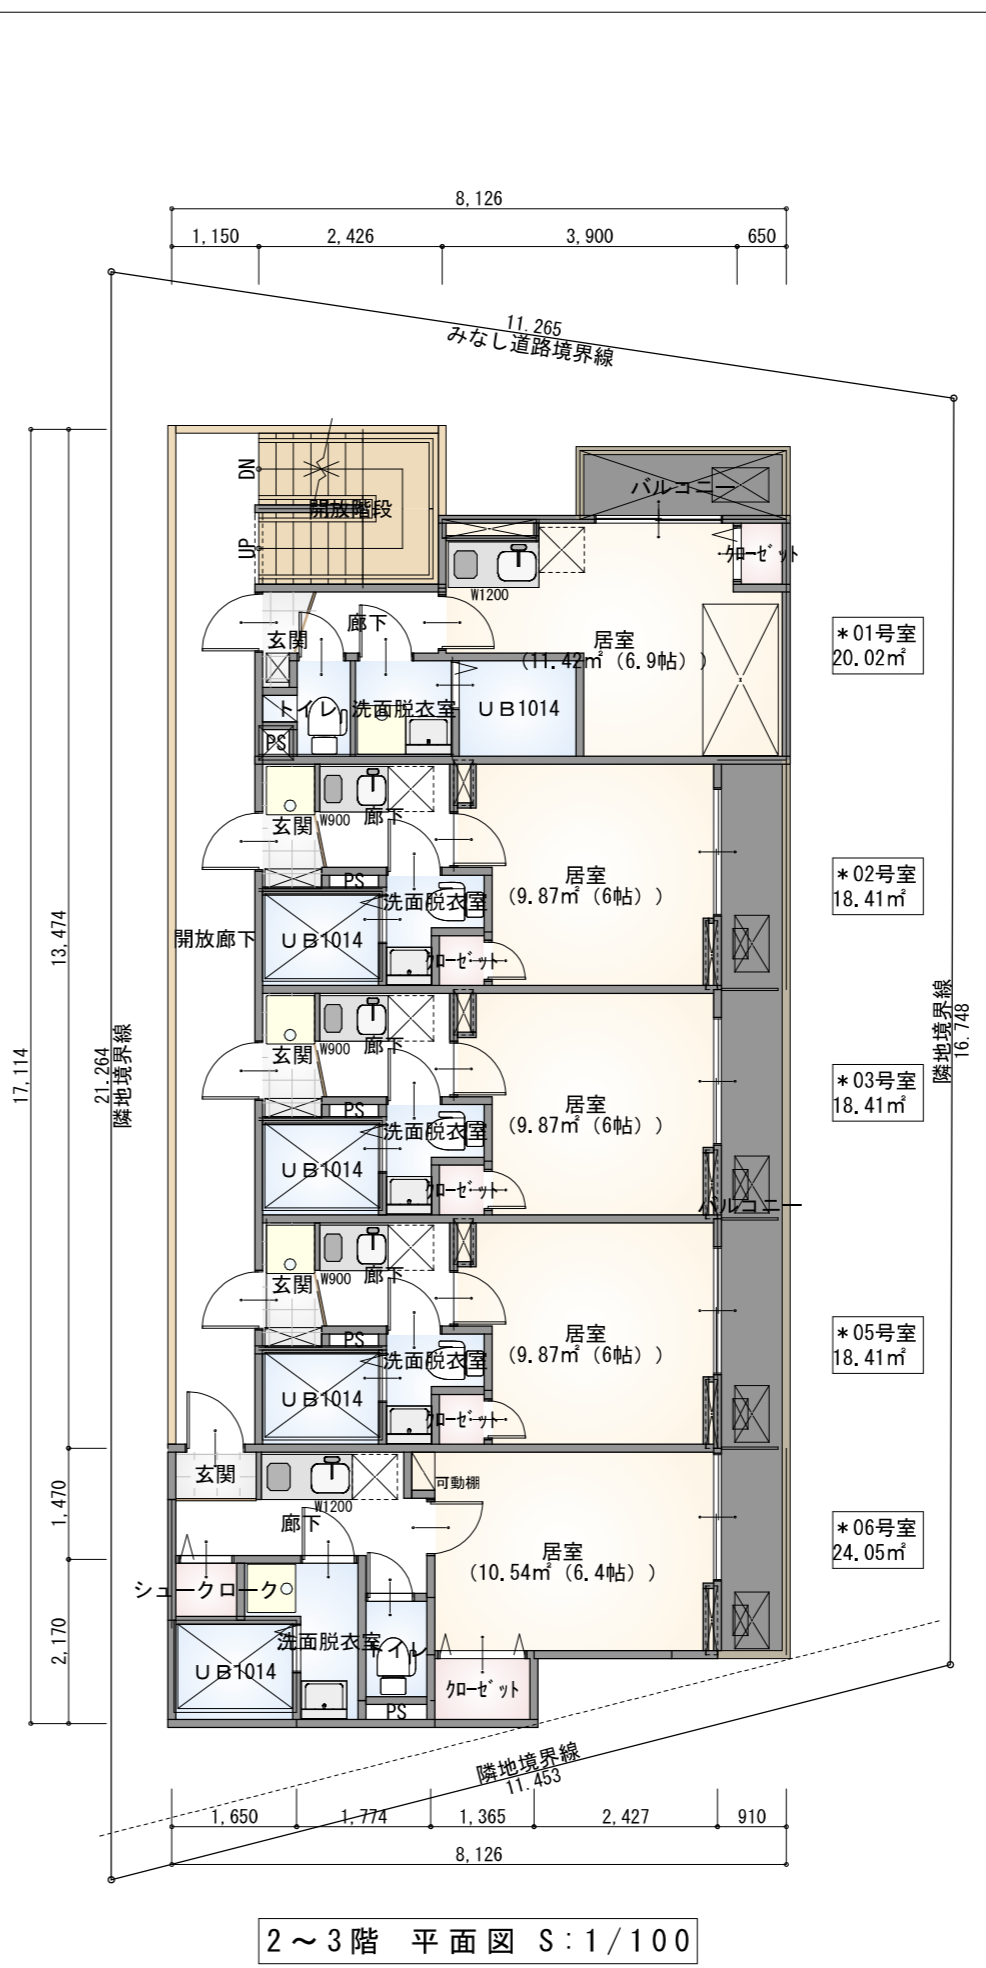 8,126
1,150
2,426
3,900
650
11.265
みなし道路境界線
DN
開放階段
UP
バルコニー
クローゼット
W1200
玄関
廊下
居室
(11.42㎡(6.9帖))
トイレ
洗面脱衣室
UB1014
PS
*01号室
20.02㎡
玄関
W900
廊下
PS
洗面脱衣室
居室
(9.87㎡(6帖))
UB1014
クローゼット
*02号室
18.41㎡
開放廊下
13,474
17,114
21.264
隣地境界線
隣地境界線
16.748
玄関
W900
廊下
PS
洗面脱衣室
居室
(9.87㎡(6帖))
UB1014
クローゼット
*03号室
18.41㎡
バルコニー
玄関
W900
廊下
PS
洗面脱衣室
居室
(9.87㎡(6帖))
UB1014
クローゼット
*05号室
18.41㎡
1,470
2,170
玄関
W1200
可動棚
廊下
居室
(10.54㎡(6.4帖))
シュークローク
洗面脱衣室
トイレ
UB1014
クローゼット
PS
*06号室
24.05㎡
隣地境界線
11.453
1,650
1,774
1,365
2,427
910
8,126
2～3階 平面図 S:1/100